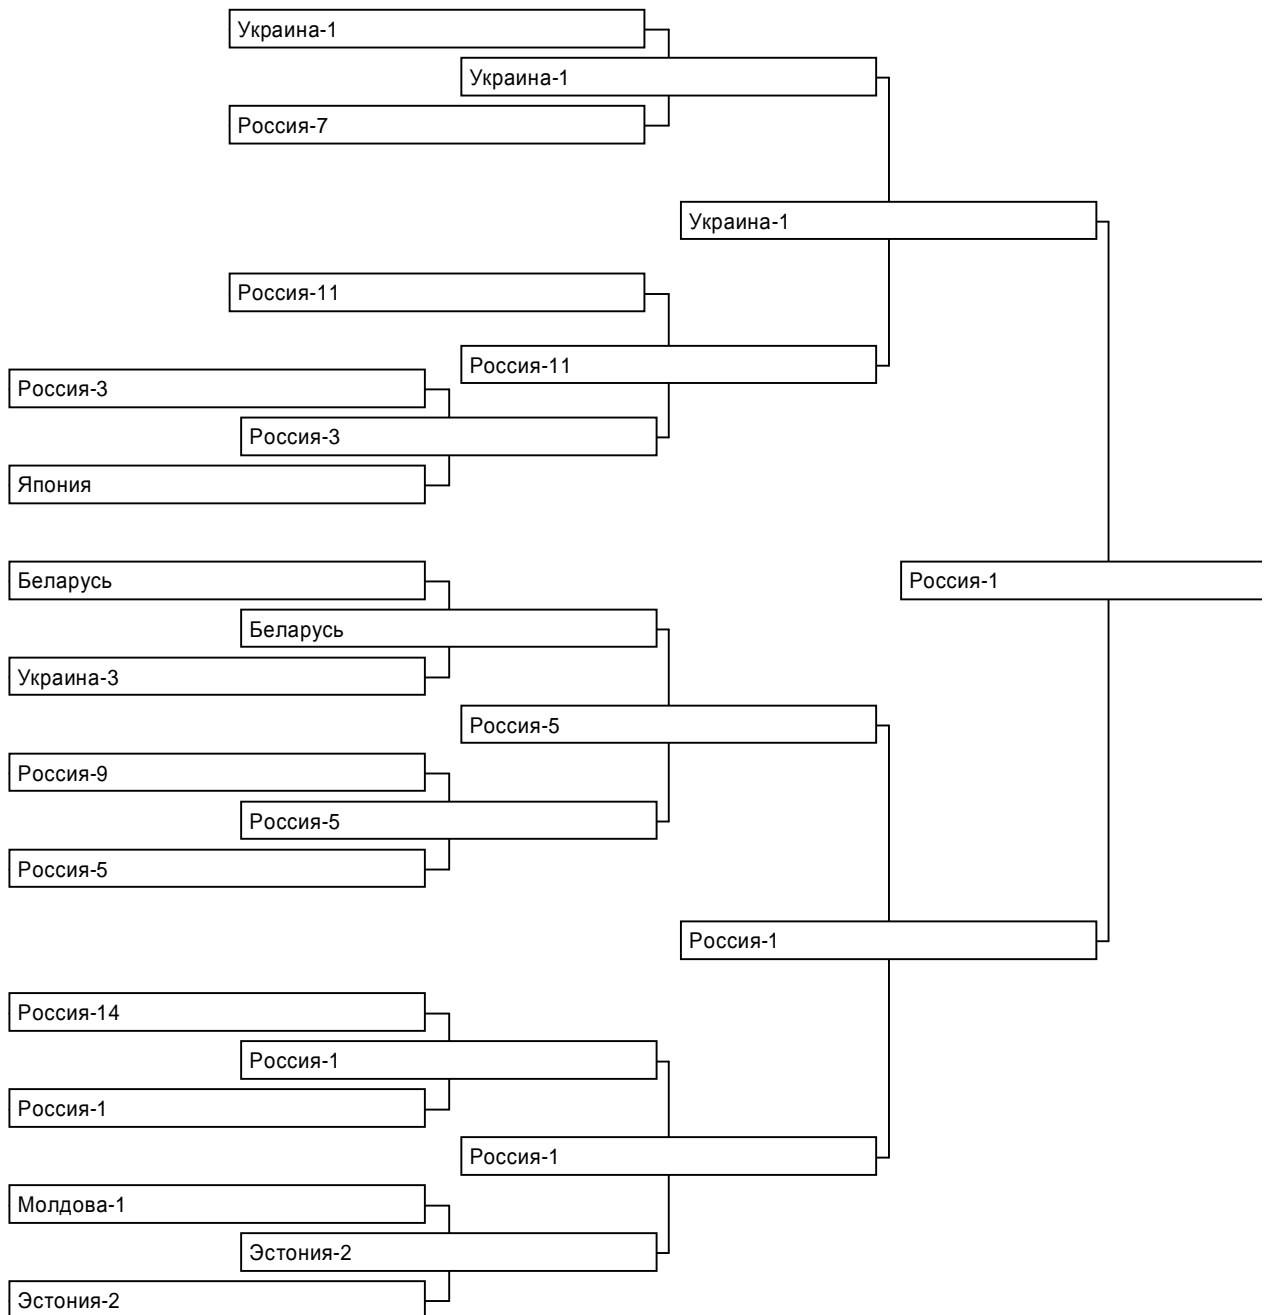 Украина-1
Украина-1
Россия-7
Украина-1
Россия-11
Россия-11
Россия-3
Россия-3
Япония
Беларусь
Россия-1
Беларусь
Украина-3
Россия-5
Россия-9
Россия-5
Россия-5
Россия-1
Россия-14
Россия-1
Россия-1
Россия-1
Молдова-1
Эстония-2
Эстония-2